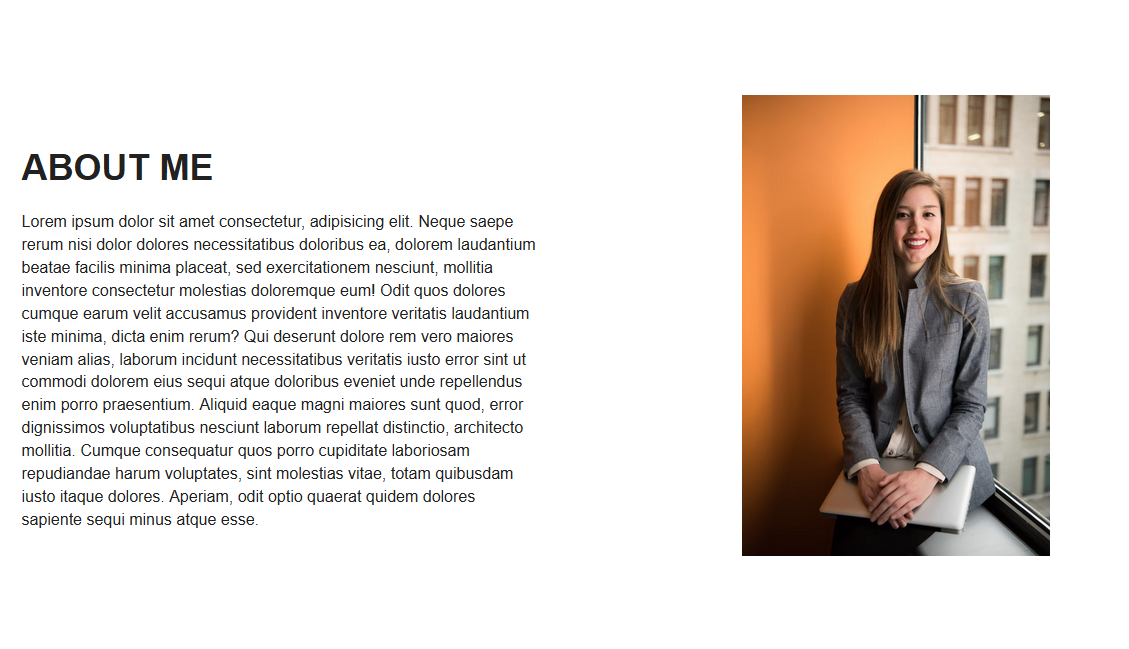 ABOUT ME
Lorem ipsum dolor sit amet consectetur, adipisicing elit. Neque saepe
rerum nisi dolor dolores necessitatibus doloribus ea, dolorem laudantium
beatae facilis minima placeat, sed exercitationem nesciunt, mollitia
inventore consectetur molestias doloremque eum! Odit quos dolores
cumque earum velit accusamus provident inventore veritatis laudantium
iste minima, dicta enim rerum? Qui deserunt dolore rem vero maiores
veniam alias, laborum incidunt necessitatibus veritatis iusto error sint ut
commodi dolorem eius sequi atque doloribus eveniet unde repellendus
enim porro praesentium. Aliquid eaque magni maiores sunt quod, error
dignissimos voluptatibus nesciunt laborum repellat distinctio, architecto
mollitia. Cumque consequatur quos porro cupiditate laboriosam
repudiandae harum voluptates, sint molestias vitae, totam quibusdam
iusto itaque dolores. Aperiam, odit optio quaerat quidem dolores
sapiente sequi minus atque esse.